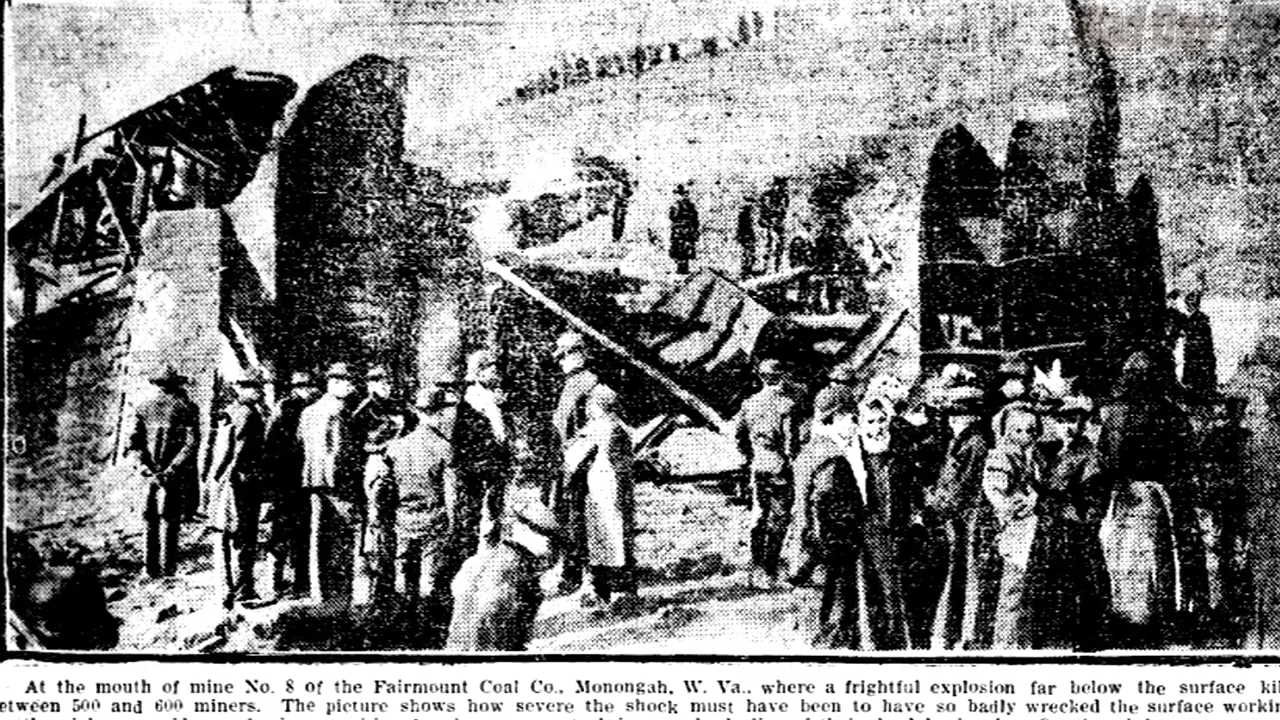 At the mouth of mine No. 8 of the Fairmount Coal Co., Monongah, W. Va., where a frightful explosion far below the surface kil
etween 500 and 600 miners. The picture shows how severe the shock must have been to have so badly wrecked the surface workin